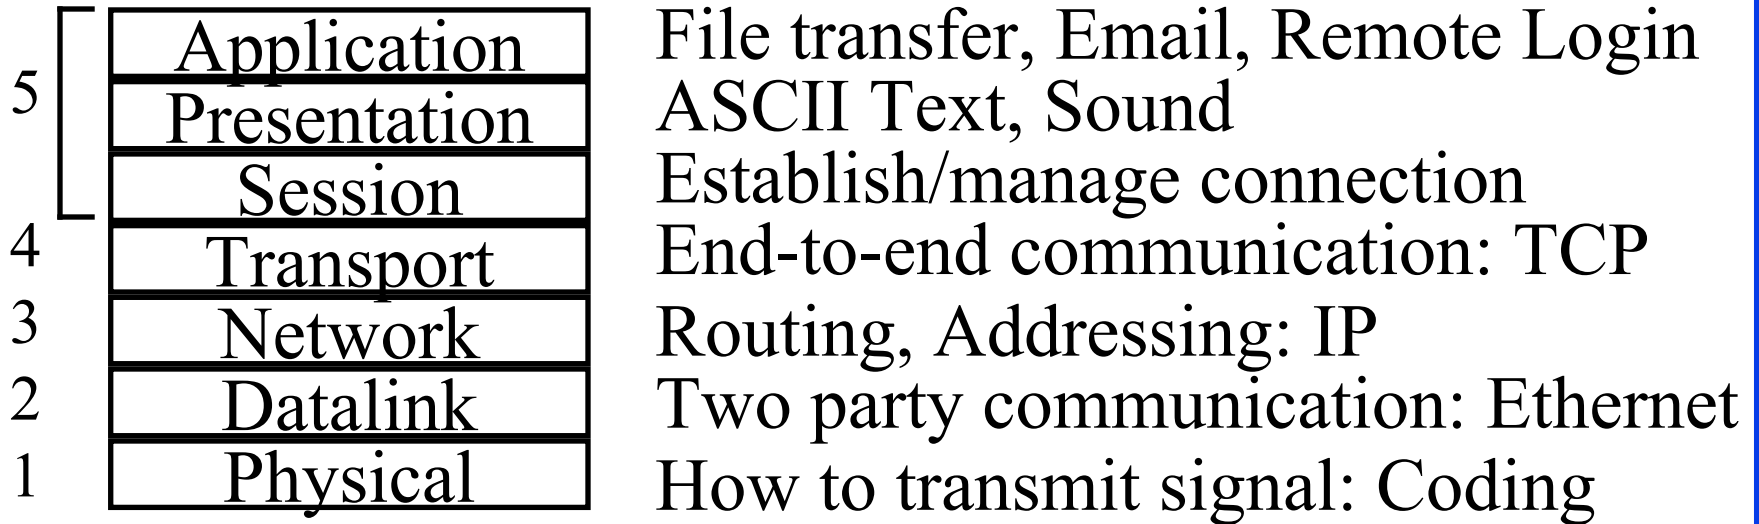 Application File transfer, Email, Remote Login
5
Presentation ASCII Text, Sound
Session Establish/manage connection
4 Transport End-to-end communication: TCP
3 Network Routing, Addressing: IP
2 Datalink Two party communication: Ethernet
1 Physical How to transmit signal: Coding